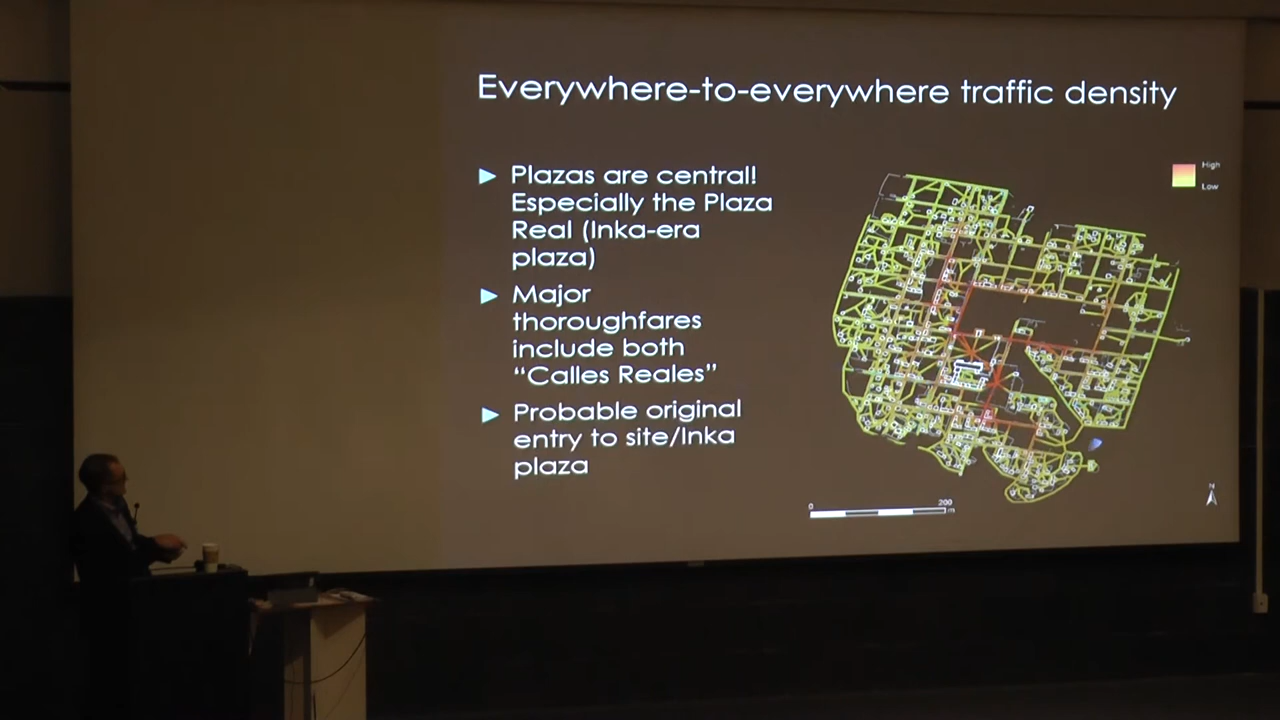 Everywhere-to-everywhere traffic density
Plazas are central!
Especially the Plaza
Real (Inka-era
plaza)
Major
thoroughfares
include both
“Calles Reales”
Probable original
entry to site/Inka
plaza
High
Low
0
200
m
N